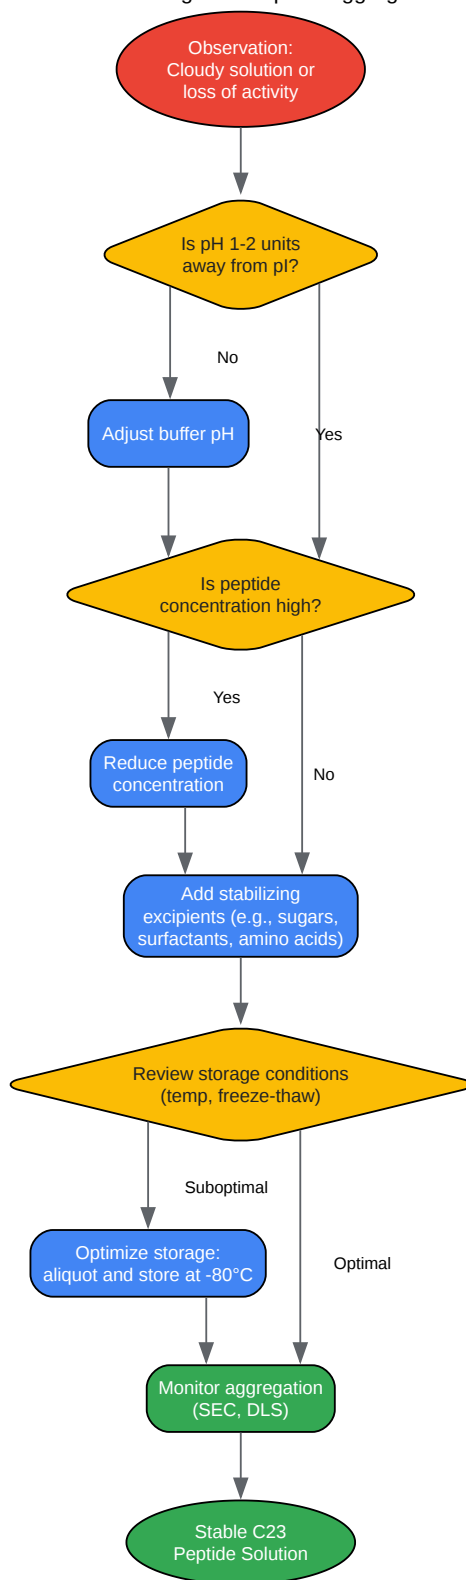 Observation:
Cloudy solution or
loss of activity
Is pH 1-2 units
away from pI?
No
Adjust buffer pH
Yes
Is peptide
concentration high?
Yes
Reduce peptide
concentration
No
Add stabilizing
excipients (e.g., sugars,
surfactants, amino acids)
Review storage conditions
(temp, freeze-thaw)
Suboptimal
Optimize storage:
aliquot and store at -80°C
Optimal
Monitor aggregation
(SEC, DLS)
Stable C23
Peptide Solution